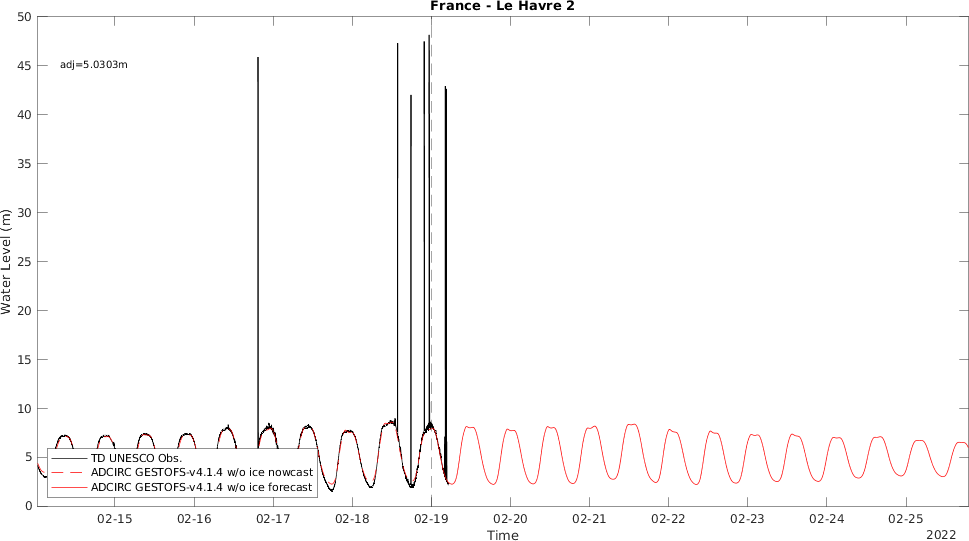 France - Le Havre 2
adj=5.0303m
Water Level (m)
50
45
40
35
30
25
20
15
10
5
0
TD UNESCO Obs.
ADCIRC GESTOFS-v4.1.4 w/o ice nowcast
ADCIRC GESTOFS-v4.1.4 w/o ice forecast
02-15 02-16 02-17 02-18 02-19 02-20 02-21 02-22 02-23 02-24 02-25
Time
2022